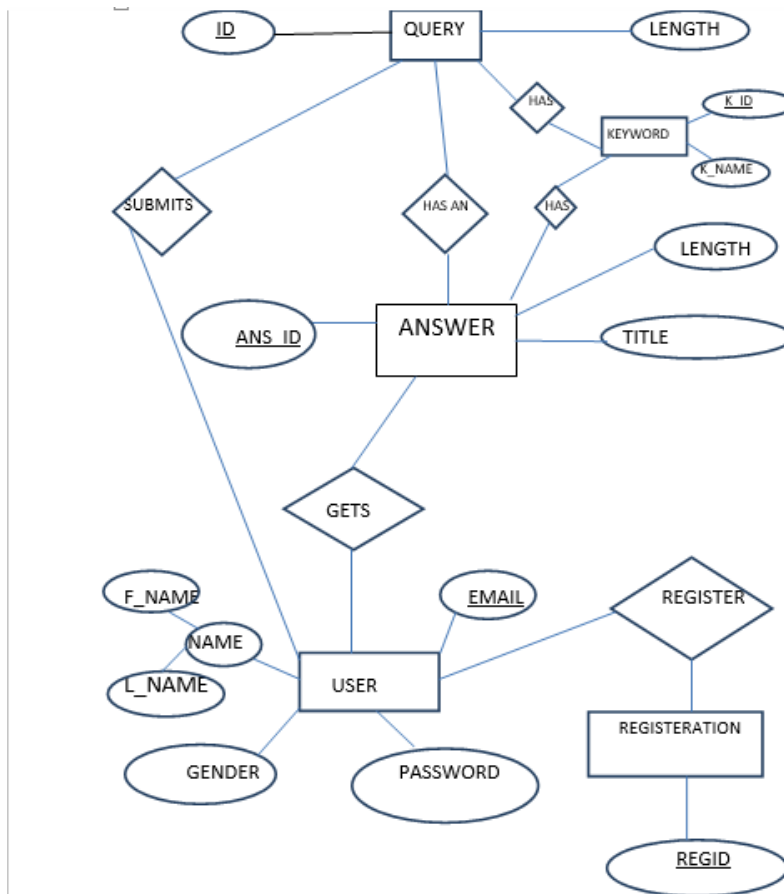 ID
QUERY
LENGTH
HAS
K_ID
KEYWORD
K_NAME
SUBMITS
HAS AN
HAS
LENGTH
ANS_ID
ANSWER
TITLE
GETS
F_NAME
EMAIL
REGISTER
NAME
L_NAME
USER
REGISTERATION
GENDER
PASSWORD
REGID